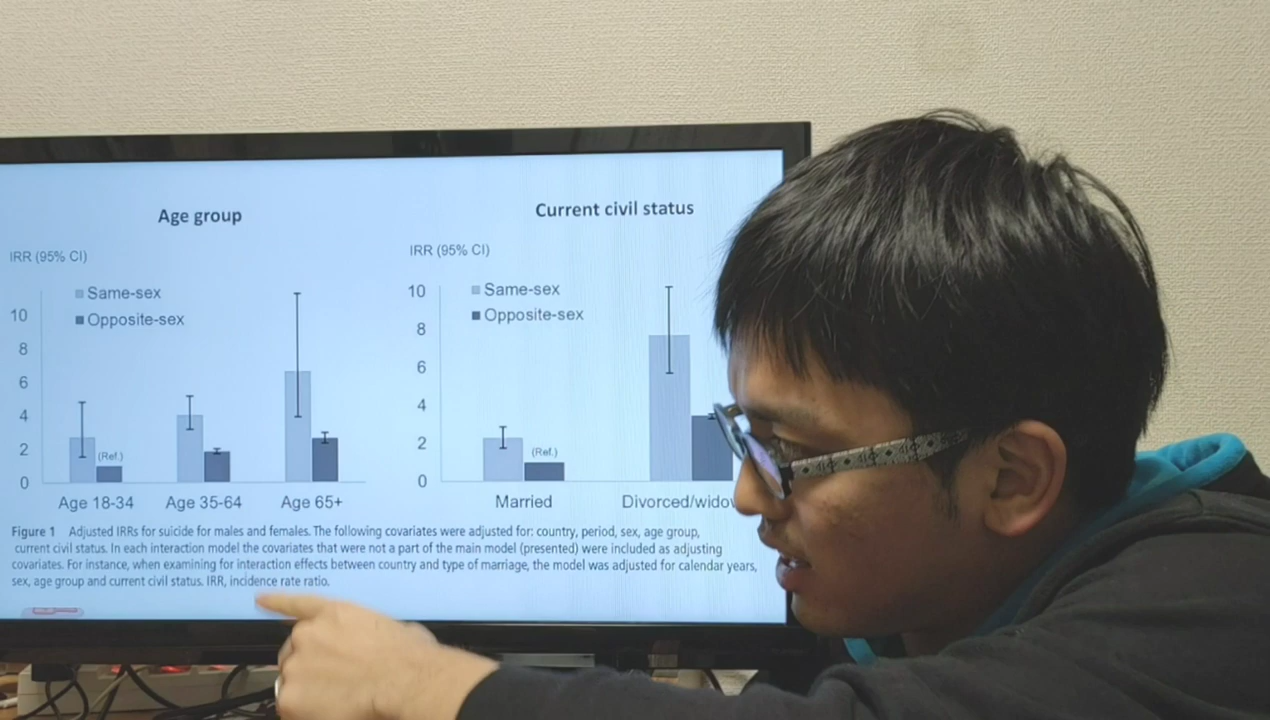 Age group
IRR (95% CI)
Same-sex
Opposite-sex
10
8
6
4
2
0
(Ref.)
Age 18-34
Age 35-64
Age 65+
Current civil status
IRR (95% CI)
Same-sex
Opposite-sex
10
8
6
4
2
0
(Ref.)
Married
Divorced/widow
Figure 1 Adjusted IRRs for suicide for males and females. The following covariates were adjusted for: country, period, sex, age group,
current civil status. In each interaction model the covariates that were not a part of the main model (presented) were included as adjusting
covariates. For instance, when examining for interaction effects between country and type of marriage, the model was adjusted for calendar years,
sex, age group and current civil status. IRR, incidence rate ratio.